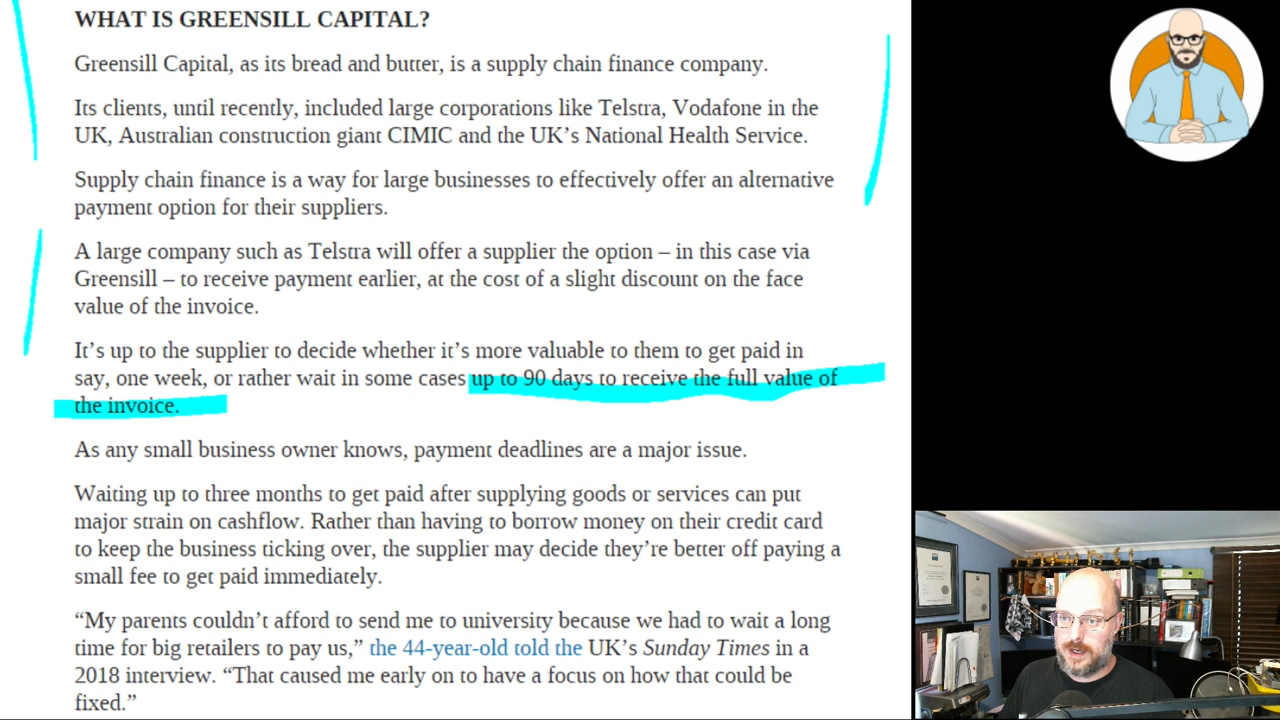 WHAT IS GREENSILL CAPITAL?
Greensill Capital, as its bread and butter, is a supply chain finance company.
Its clients, until recently, included large corporations like Telstra, Vodafone in the
UK, Australian construction giant CIMIC and the UK’s National Health Service.
Supply chain finance is a way for large businesses to effectively offer an alternative
payment option for their suppliers.
A large company such as Telstra will offer a supplier the option – in this case via
Greensill – to receive payment earlier, at the cost of a slight discount on the face
value of the invoice.
It’s up to the supplier to decide whether it’s more valuable to them to get paid in
say, one week, or rather wait in some cases up to 90 days to receive the full value of
the invoice.
As any small business owner knows, payment deadlines are a major issue.
Waiting up to three months to get paid after supplying goods or services can put
major strain on cashflow. Rather than having to borrow money on their credit card
to keep the business ticking over, the supplier may decide they’re better off paying a
small fee to get paid immediately.
“My parents couldn’t afford to send me to university because we had to wait a long
time for big retailers to pay us,” the 44-year-old told the UK’s Sunday Times in a
2018 interview. “That caused me early on to have a focus on how that could be
fixed.”